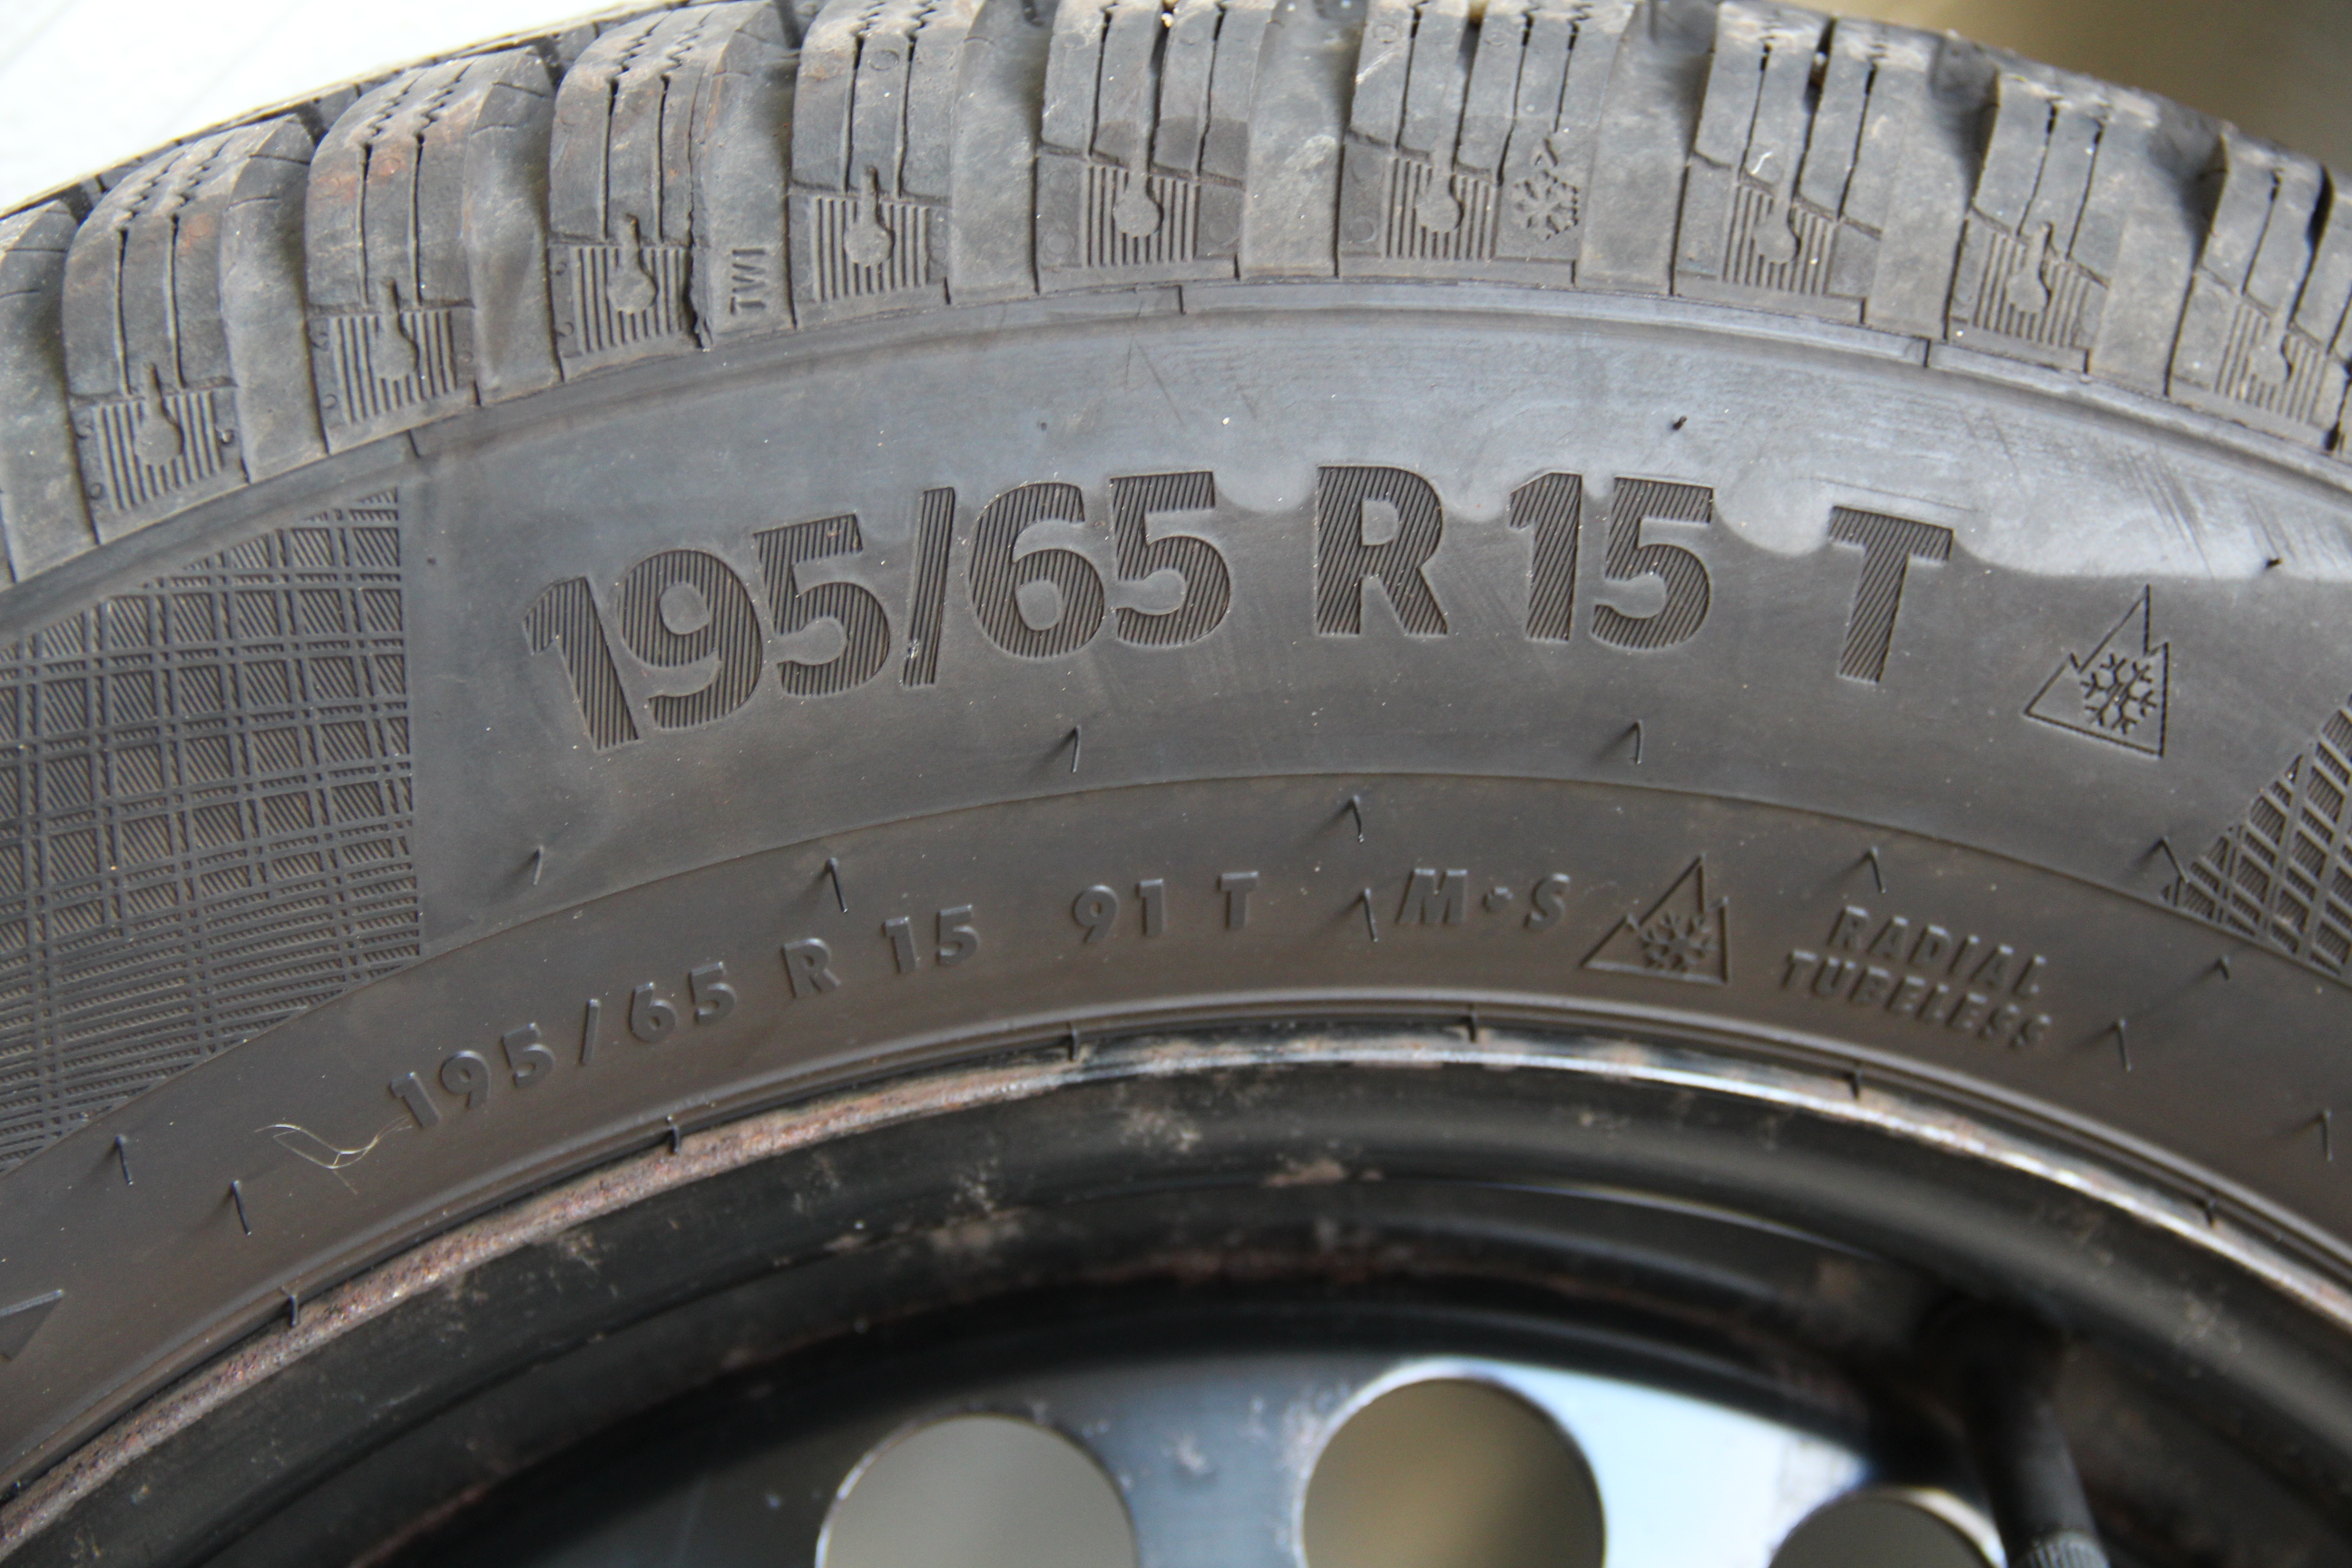 TWI
195/65 R 15 T
195/65 R 15 91 T M+S RADIAL
TUBELESS